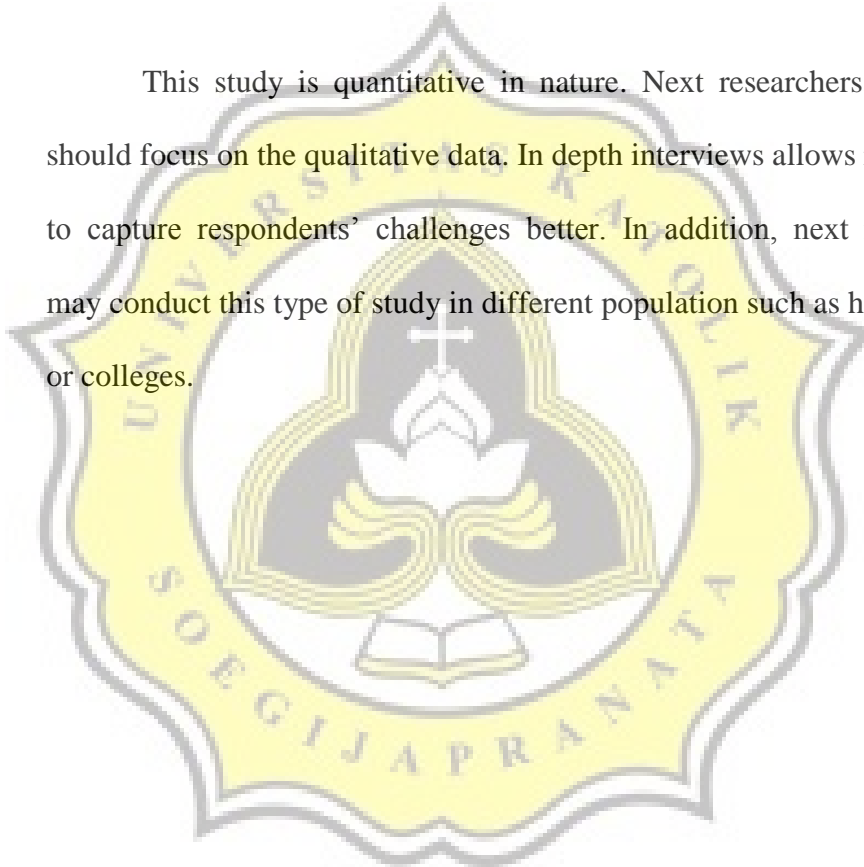 This study is quantitative in nature. Next researchers
should focus on the qualitative data. In depth interviews allows
to capture respondents’ challenges better. In addition, next
may conduct this type of study in different population such as
or colleges.
UNIVERSITAS KATOLIK
SOEGIJAPRANATA